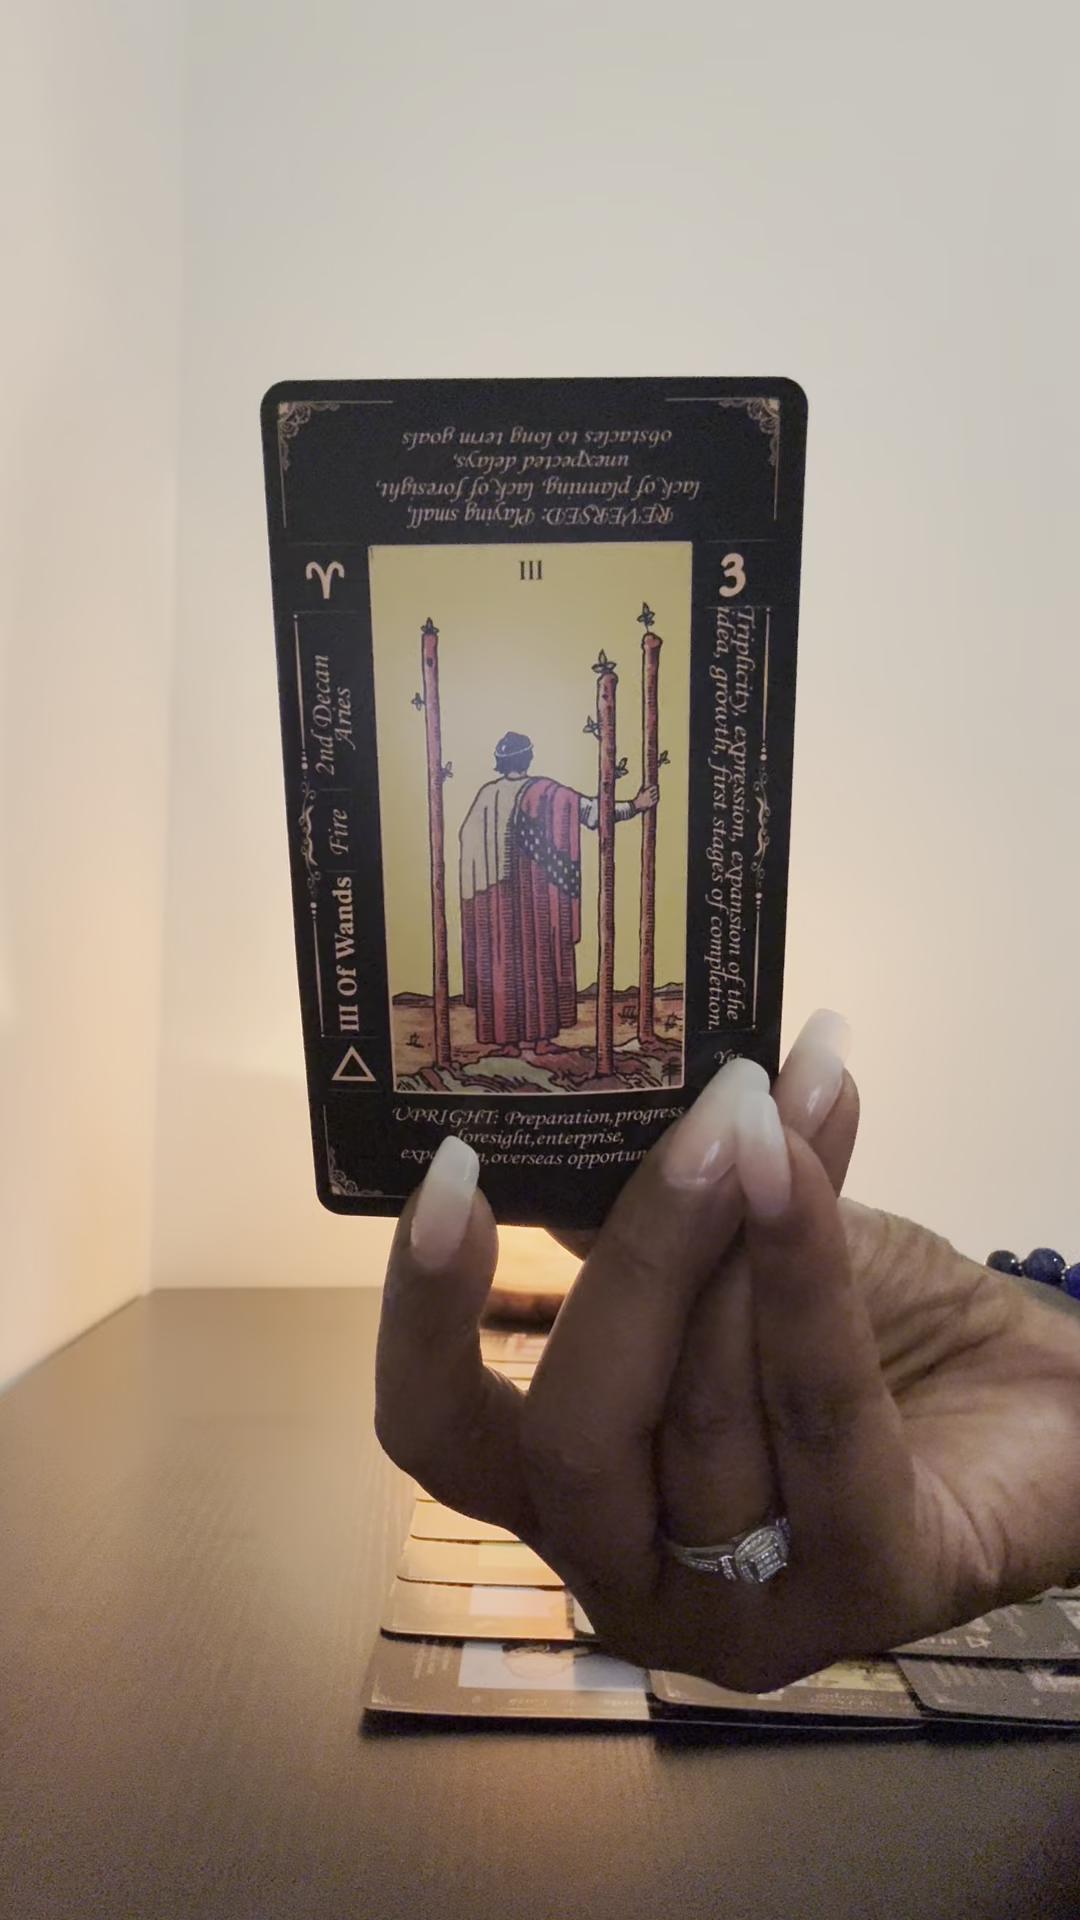 REVERSED: Playing small,
lack of planning, lack of foresight,
unexpected delays,
obstacles to long term goals
III
3
2nd Decan
Aries
Fire
III Of Wands
Triplicity, expression, expansion of the
idea, growth, first stages of completion.
Yes
UPRIGHT: Preparation, progress
foresight, enterprise,
overseas